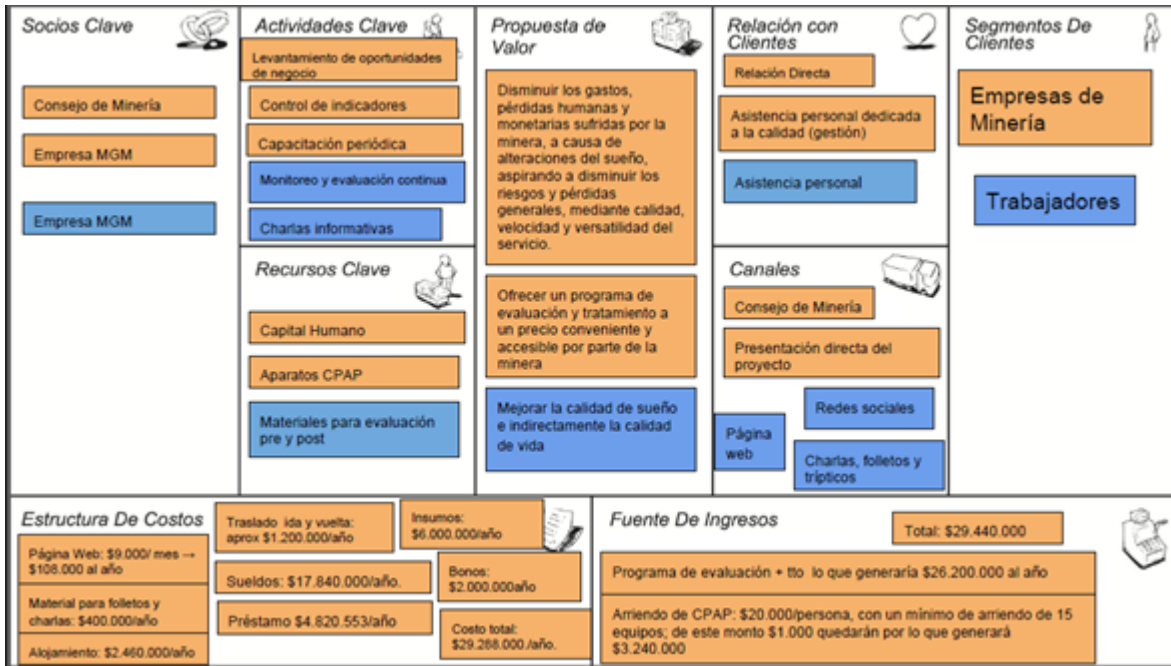 Socios Clave
Consejo de Minería
Empresa MGM
Empresa MGM
Actividades Clave
Levantamiento de oportunidades
de negocio
Control de indicadores
Capacitación periódica
Monitoreo y evaluación continua
Charlas informativas
Recursos Clave
Capital Humano
Aparatos CPAP
Materiales para evaluación
pre y post
Propuesta de
Valor
Disminuir los gastos,
pérdidas humanas y
monetarias sufridas por la
minera, a causa de
alteraciones del sueño,
aspirando a disminuir los
riesgos y pérdidas
generales, mediante calidad,
velocidad y versatilidad del
servicio.
Ofrecer un programa de
evaluación y tratamiento a
un precio conveniente y
accesible por parte de la
minera
Mejorar la calidad de sueño
e indirectamente la calidad
de vida
Relación con
Clientes
Relación Directa
Asistencia personal dedicada
a la calidad (gestión)
Asistencia personal
Canales
Consejo de Minería
Presentación directa del
proyecto
Redes sociales
Página
web
Charlas, folletos y
trípticos
Segmentos De
Clientes
Empresas de
Minería
Trabajadores
Estructura De Costos
Página Web: $9.000/ mes →
$108.000 al año
Material para folletos y
charlas: $400.000/año
Alojamiento: $2.460.000/año
Traslado ida y vuelta:
aprox $1.200.000/año
Sueldos: $17.840.000/año.
Préstamo $4.820.553/año
Insumos:
$6.000.000/año
Bonos:
$2.000.000año
Costo total:
$29.268.000./año.
Fuente De Ingresos
Total: $29.440.000
Programa de evaluación + tto lo que generaría $26.200.000 al año
Arriendo de CPAP: $20.000/persona, con un mínimo de arriendo de 15
equipos; de este monto $1.000 quedarán por lo que generará
$3.240.000